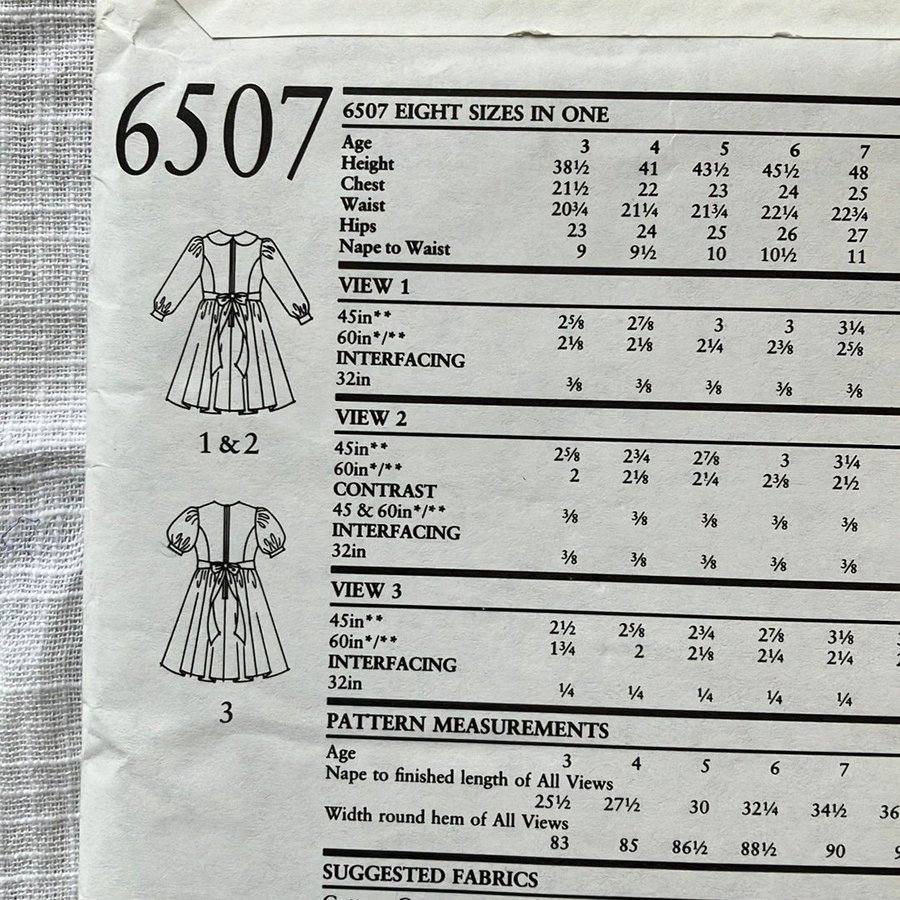 6507
6507 EIGHT SIZES IN ONE
Age 3 4 5 6 7
Height 38½ 41 43½ 45½ 48
Chest 21½ 22 23 24 25
Waist 20¾ 21¼ 21¾ 22¼ 22¾
Hips 23 24 25 26 27
Nape to Waist 9 9½ 10 10½ 11
VIEW 1
45in** 2⅝ 2⅞ 3 3 3¼
60in*/** 2⅛ 2⅛ 2¼ 2⅜ 2⅝
INTERFACING
32in ⅜ ⅜ ⅜ ⅜ ⅜
1 & 2
VIEW 2
45in** 2⅝ 2¾ 2⅞ 3 3¼
60in*/** 2 2⅛ 2¼ 2⅜ 2½
CONTRAST
45 & 60in*/** ⅜ ⅜ ⅜ ⅜ ⅜
INTERFACING
32in ⅜ ⅜ ⅜ ⅜ ⅜
VIEW 3
45in** 2½ 2⅝ 2¾ 2⅞ 3⅛
60in*/** 1¾ 2 2⅛ 2¼ 2¼
INTERFACING
32in ¼ ¼ ¼ ¼ ¼
3
PATTERN MEASUREMENTS
Age 3 4 5 6 7
Nape to finished length of All Views
25½ 27½ 30 32¼ 34½ 36
Width round hem of All Views
83 85 86½ 88½ 90
SUGGESTED FABRICS